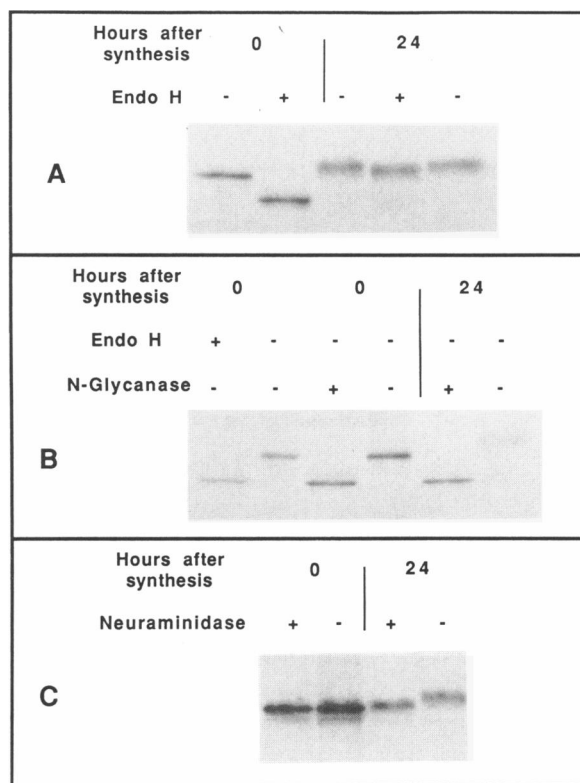 Hours after
synthesis 0 24
Endo H - + - + -
A
Hours after
synthesis 0 0 24
Endo H + - - - - -
N-Glycanase - - + - + -
B
Hours after
synthesis 0 24
Neuraminidase + - + -
C